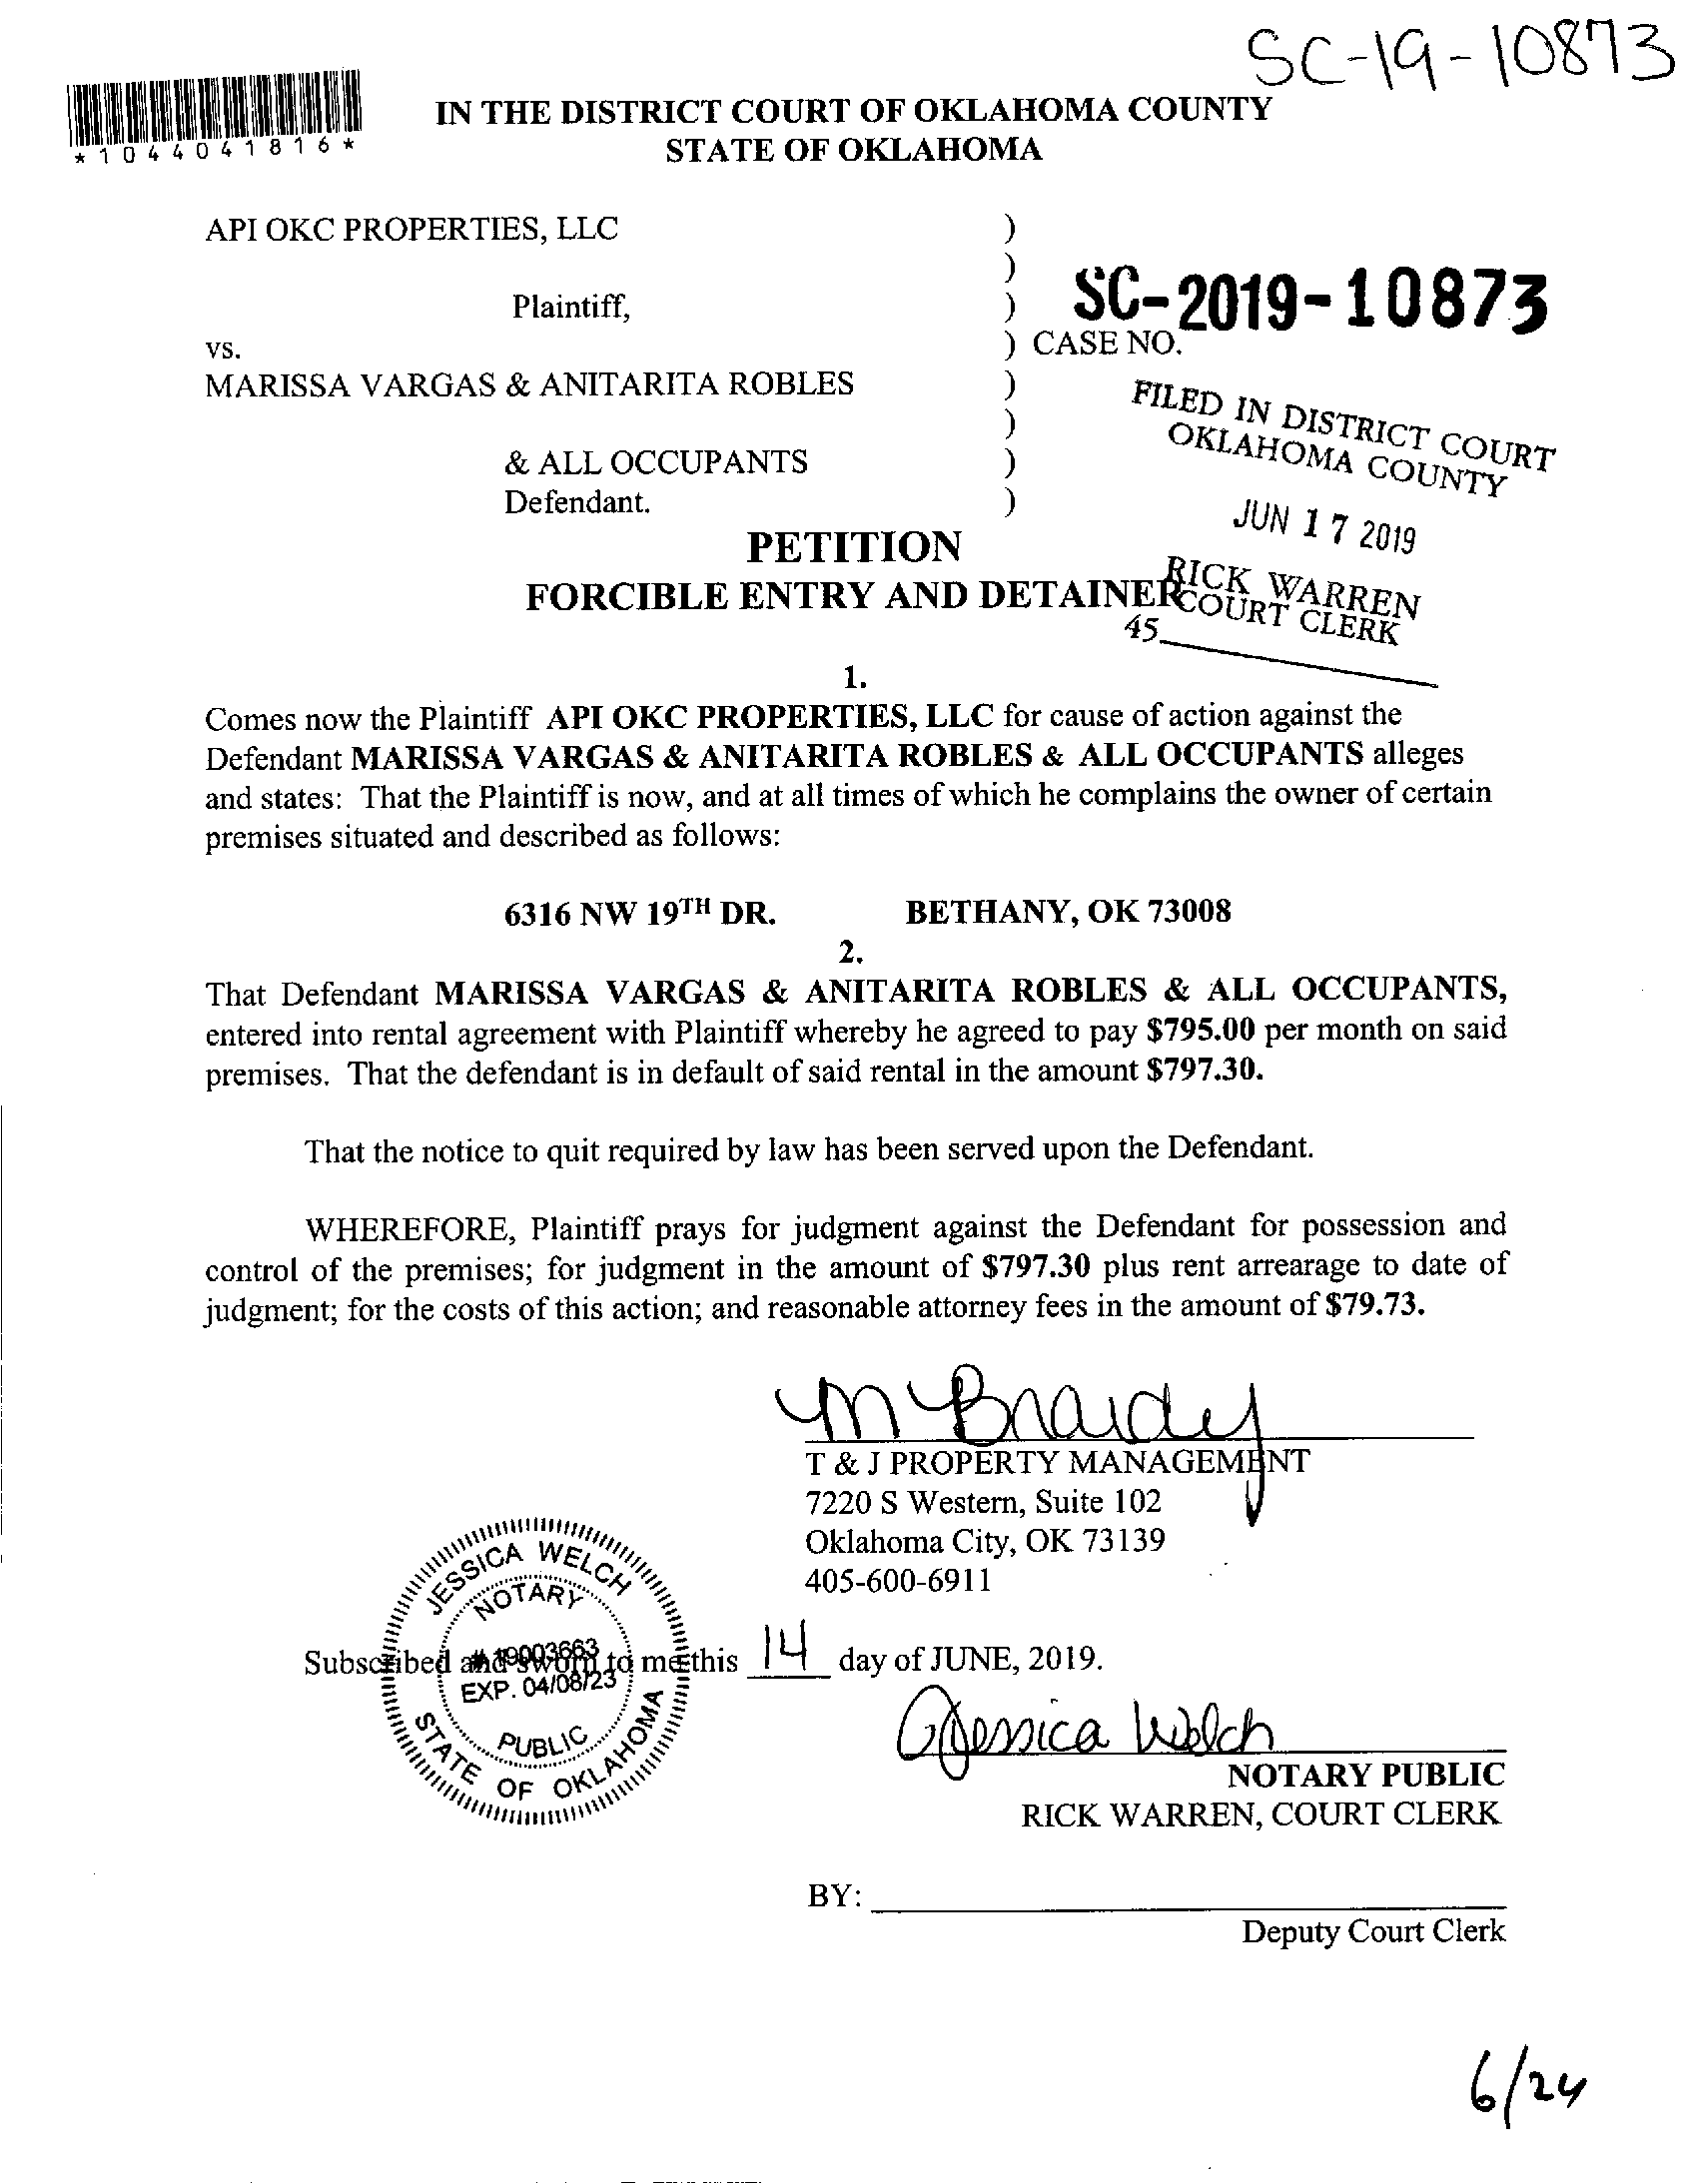 SC-19-10873
*1044041816*
IN THE DISTRICT COURT OF OKLAHOMA COUNTY
STATE OF OKLAHOMA
API OKC PROPERTIES, LLC )
)
Plaintiff, ) SC-2019-10873
vs. ) CASE NO.
MARISSA VARGAS & ANITARITA ROBLES )
)
& ALL OCCUPANTS )
Defendant. )
FILED IN DISTRICT COURT
OKLAHOMA COUNTY
JUN 17 2019
RICK WARREN
COURT CLERK
45
PETITION
FORCIBLE ENTRY AND DETAINER
1.
Comes now the Plaintiff API OKC PROPERTIES, LLC for cause of action against the
Defendant MARISSA VARGAS & ANITARITA ROBLES & ALL OCCUPANTS alleges
and states: That the Plaintiff is now, and at all times of which he complains the owner of certain
premises situated and described as follows:
6316 NW 19TH DR. BETHANY, OK 73008
2.
That Defendant MARISSA VARGAS & ANITARITA ROBLES & ALL OCCUPANTS,
entered into rental agreement with Plaintiff whereby he agreed to pay $795.00 per month on said
premises. That the defendant is in default of said rental in the amount $797.30.
That the notice to quit required by law has been served upon the Defendant.
WHEREFORE, Plaintiff prays for judgment against the Defendant for possession and
control of the premises; for judgment in the amount of $797.30 plus rent arrearage to date of
judgment; for the costs of this action; and reasonable attorney fees in the amount of $79.73.
T & J PROPERTY MANAGEMENT
7220 S Western, Suite 102
Oklahoma City, OK 73139
405-600-6911
JESSICA WELCH
NOTARY
# 19003663
EXP. 04/08/23
PUBLIC
STATE OF OKLAHOMA
Subscribed and sworn to me this 14 day of JUNE, 2019.
Jessica Welch
NOTARY PUBLIC
RICK WARREN, COURT CLERK
BY:
Deputy Court Clerk
6/24